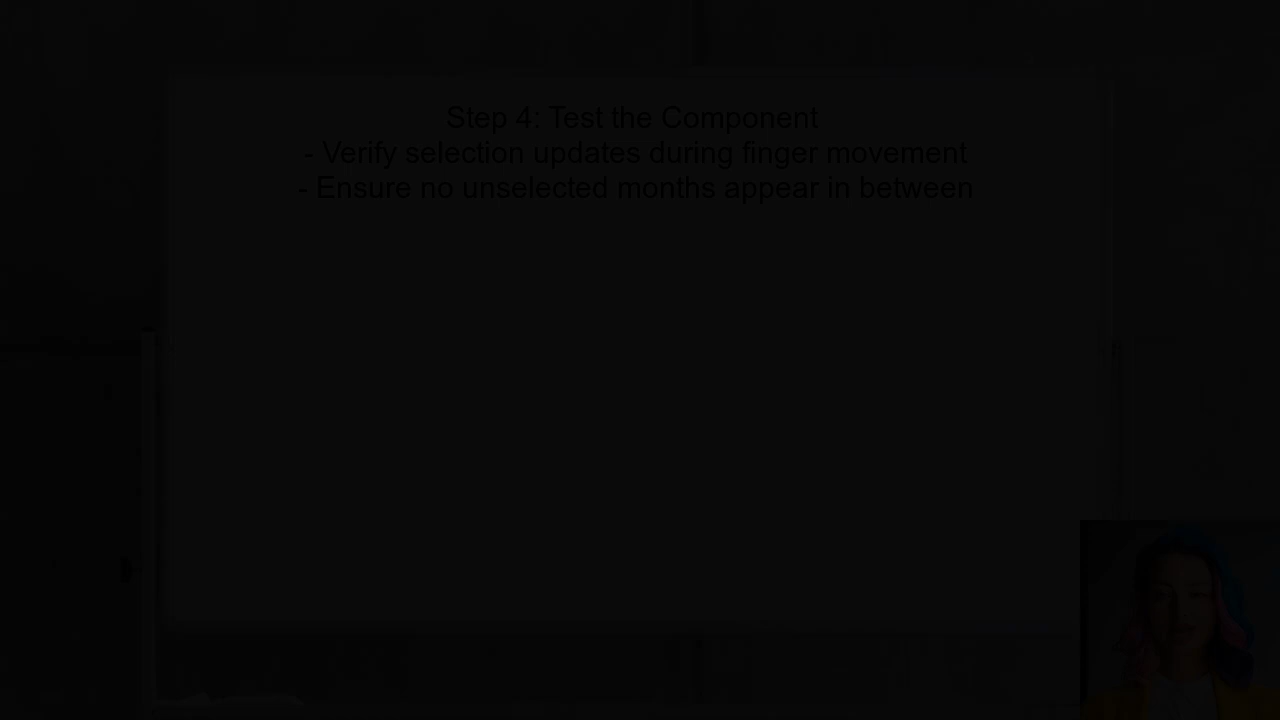 Step 4: Test the Component
- Verify selection updates during finger movement
- Ensure no unselected months appear in between